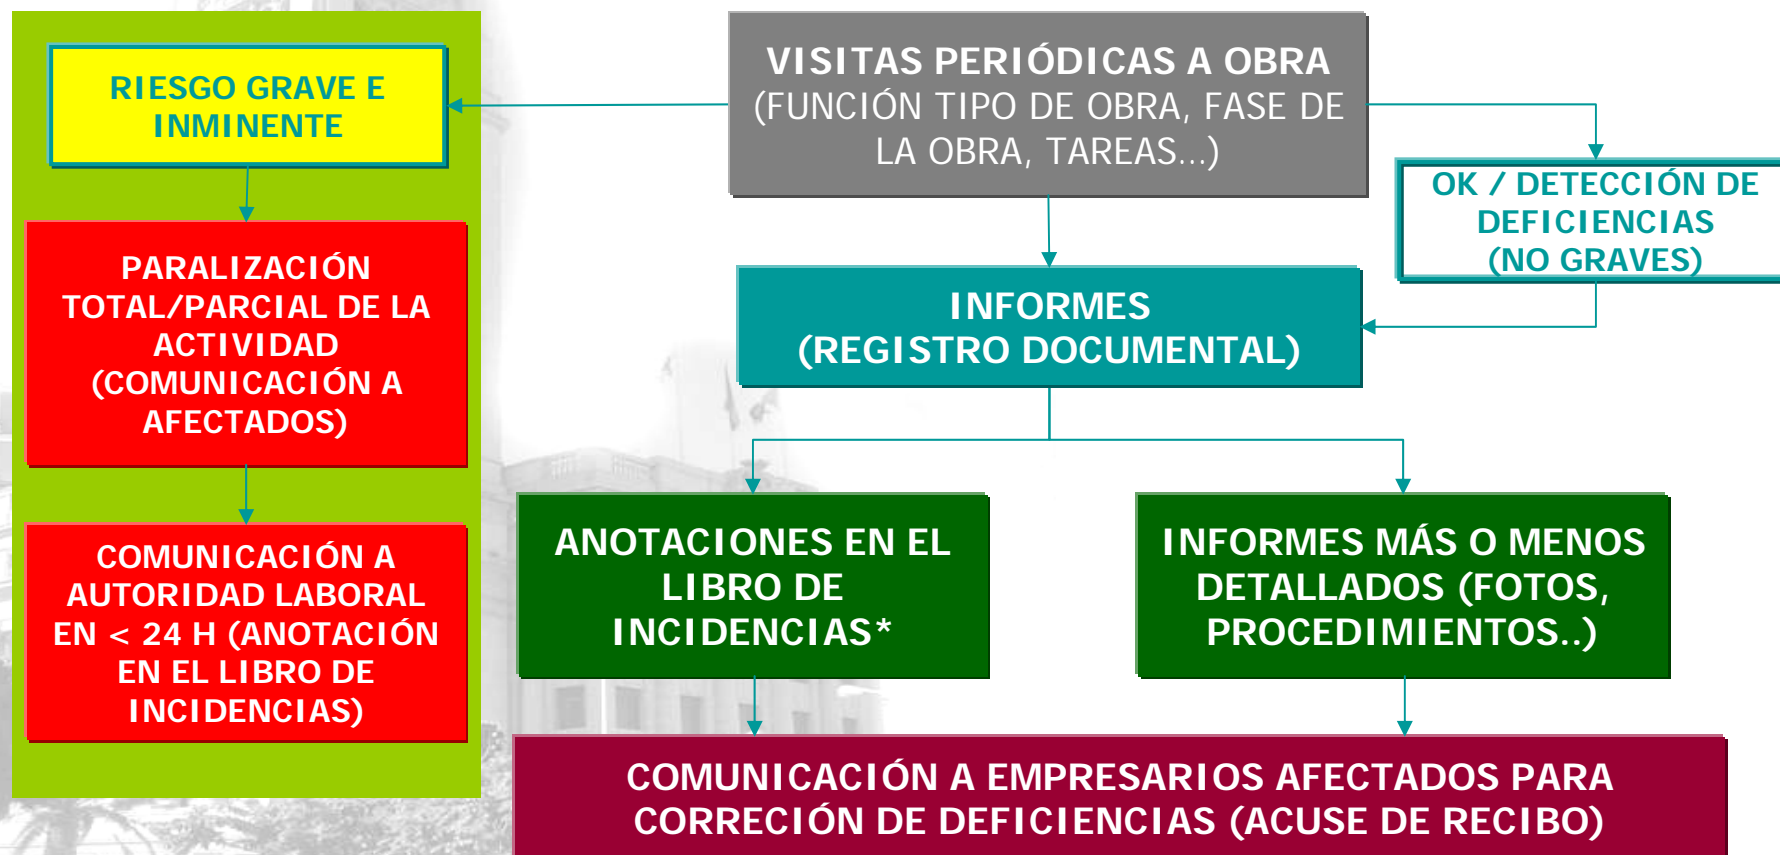 RIESGO GRAVE E
INMINENTE
PARALIZACIÓN
TOTAL/PARCIAL DE LA
ACTIVIDAD
(COMUNICACIÓN A
AFECTADOS)
COMUNICACIÓN A
AUTORIDAD LABORAL
EN < 24 H (ANOTACIÓN
EN EL LIBRO DE
INCIDENCIAS)
VISITAS PERIÓDICAS A OBRA
(FUNCIÓN TIPO DE OBRA, FASE DE
LA OBRA, TAREAS...)
OK / DETECCIÓN DE
DEFICIENCIAS
(NO GRAVES)
INFORMES
(REGISTRO DOCUMENTAL)
ANOTACIONES EN EL
LIBRO DE
INCIDENCIAS*
INFORMES MÁS O MENOS
DETALLADOS (FOTOS,
PROCEDIMIENTOS..)
COMUNICACIÓN A EMPRESARIOS AFECTADOS PARA
CORRECIÓN DE DEFICIENCIAS (ACUSE DE RECIBO)